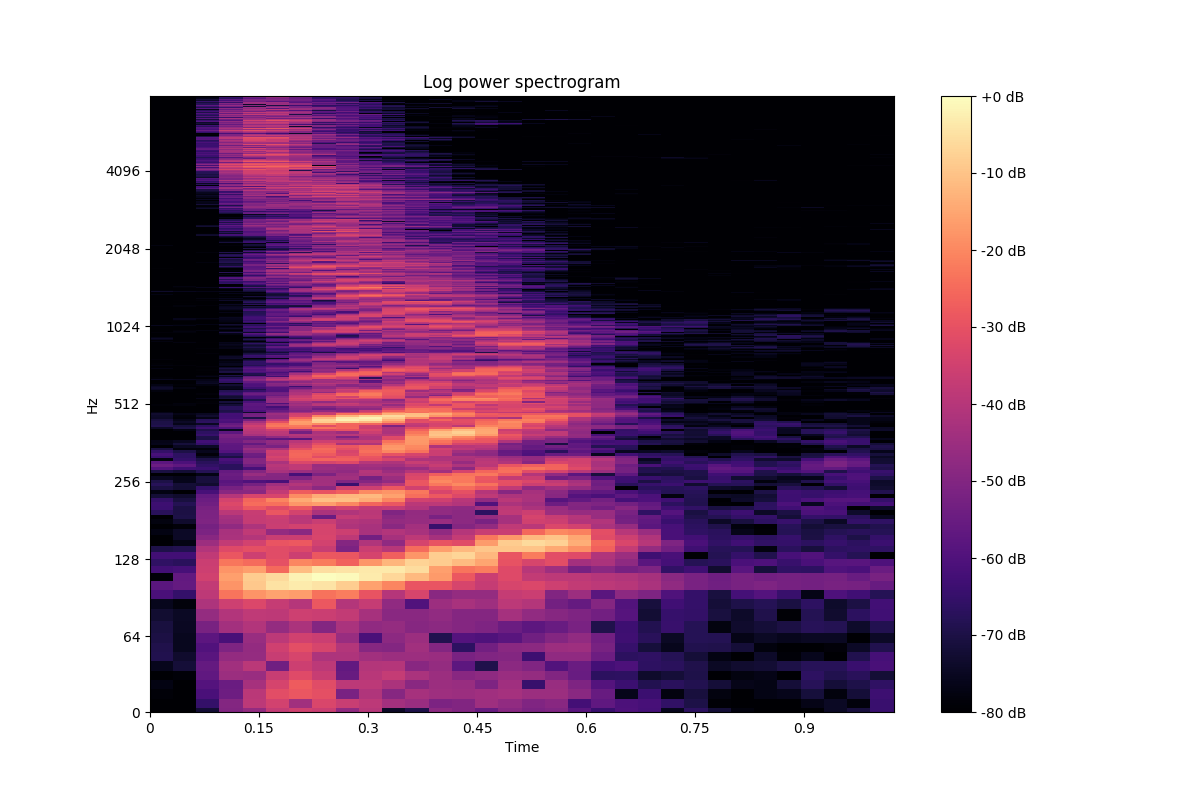 Log power spectrogram
+0 dB
-10 dB
-20 dB
-30 dB
-40 dB
-50 dB
-60 dB
-70 dB
-80 dB
4096
2048
1024
512
256
128
64
0
Hz
0 0.15 0.3 0.45 0.6 0.75 0.9
Time